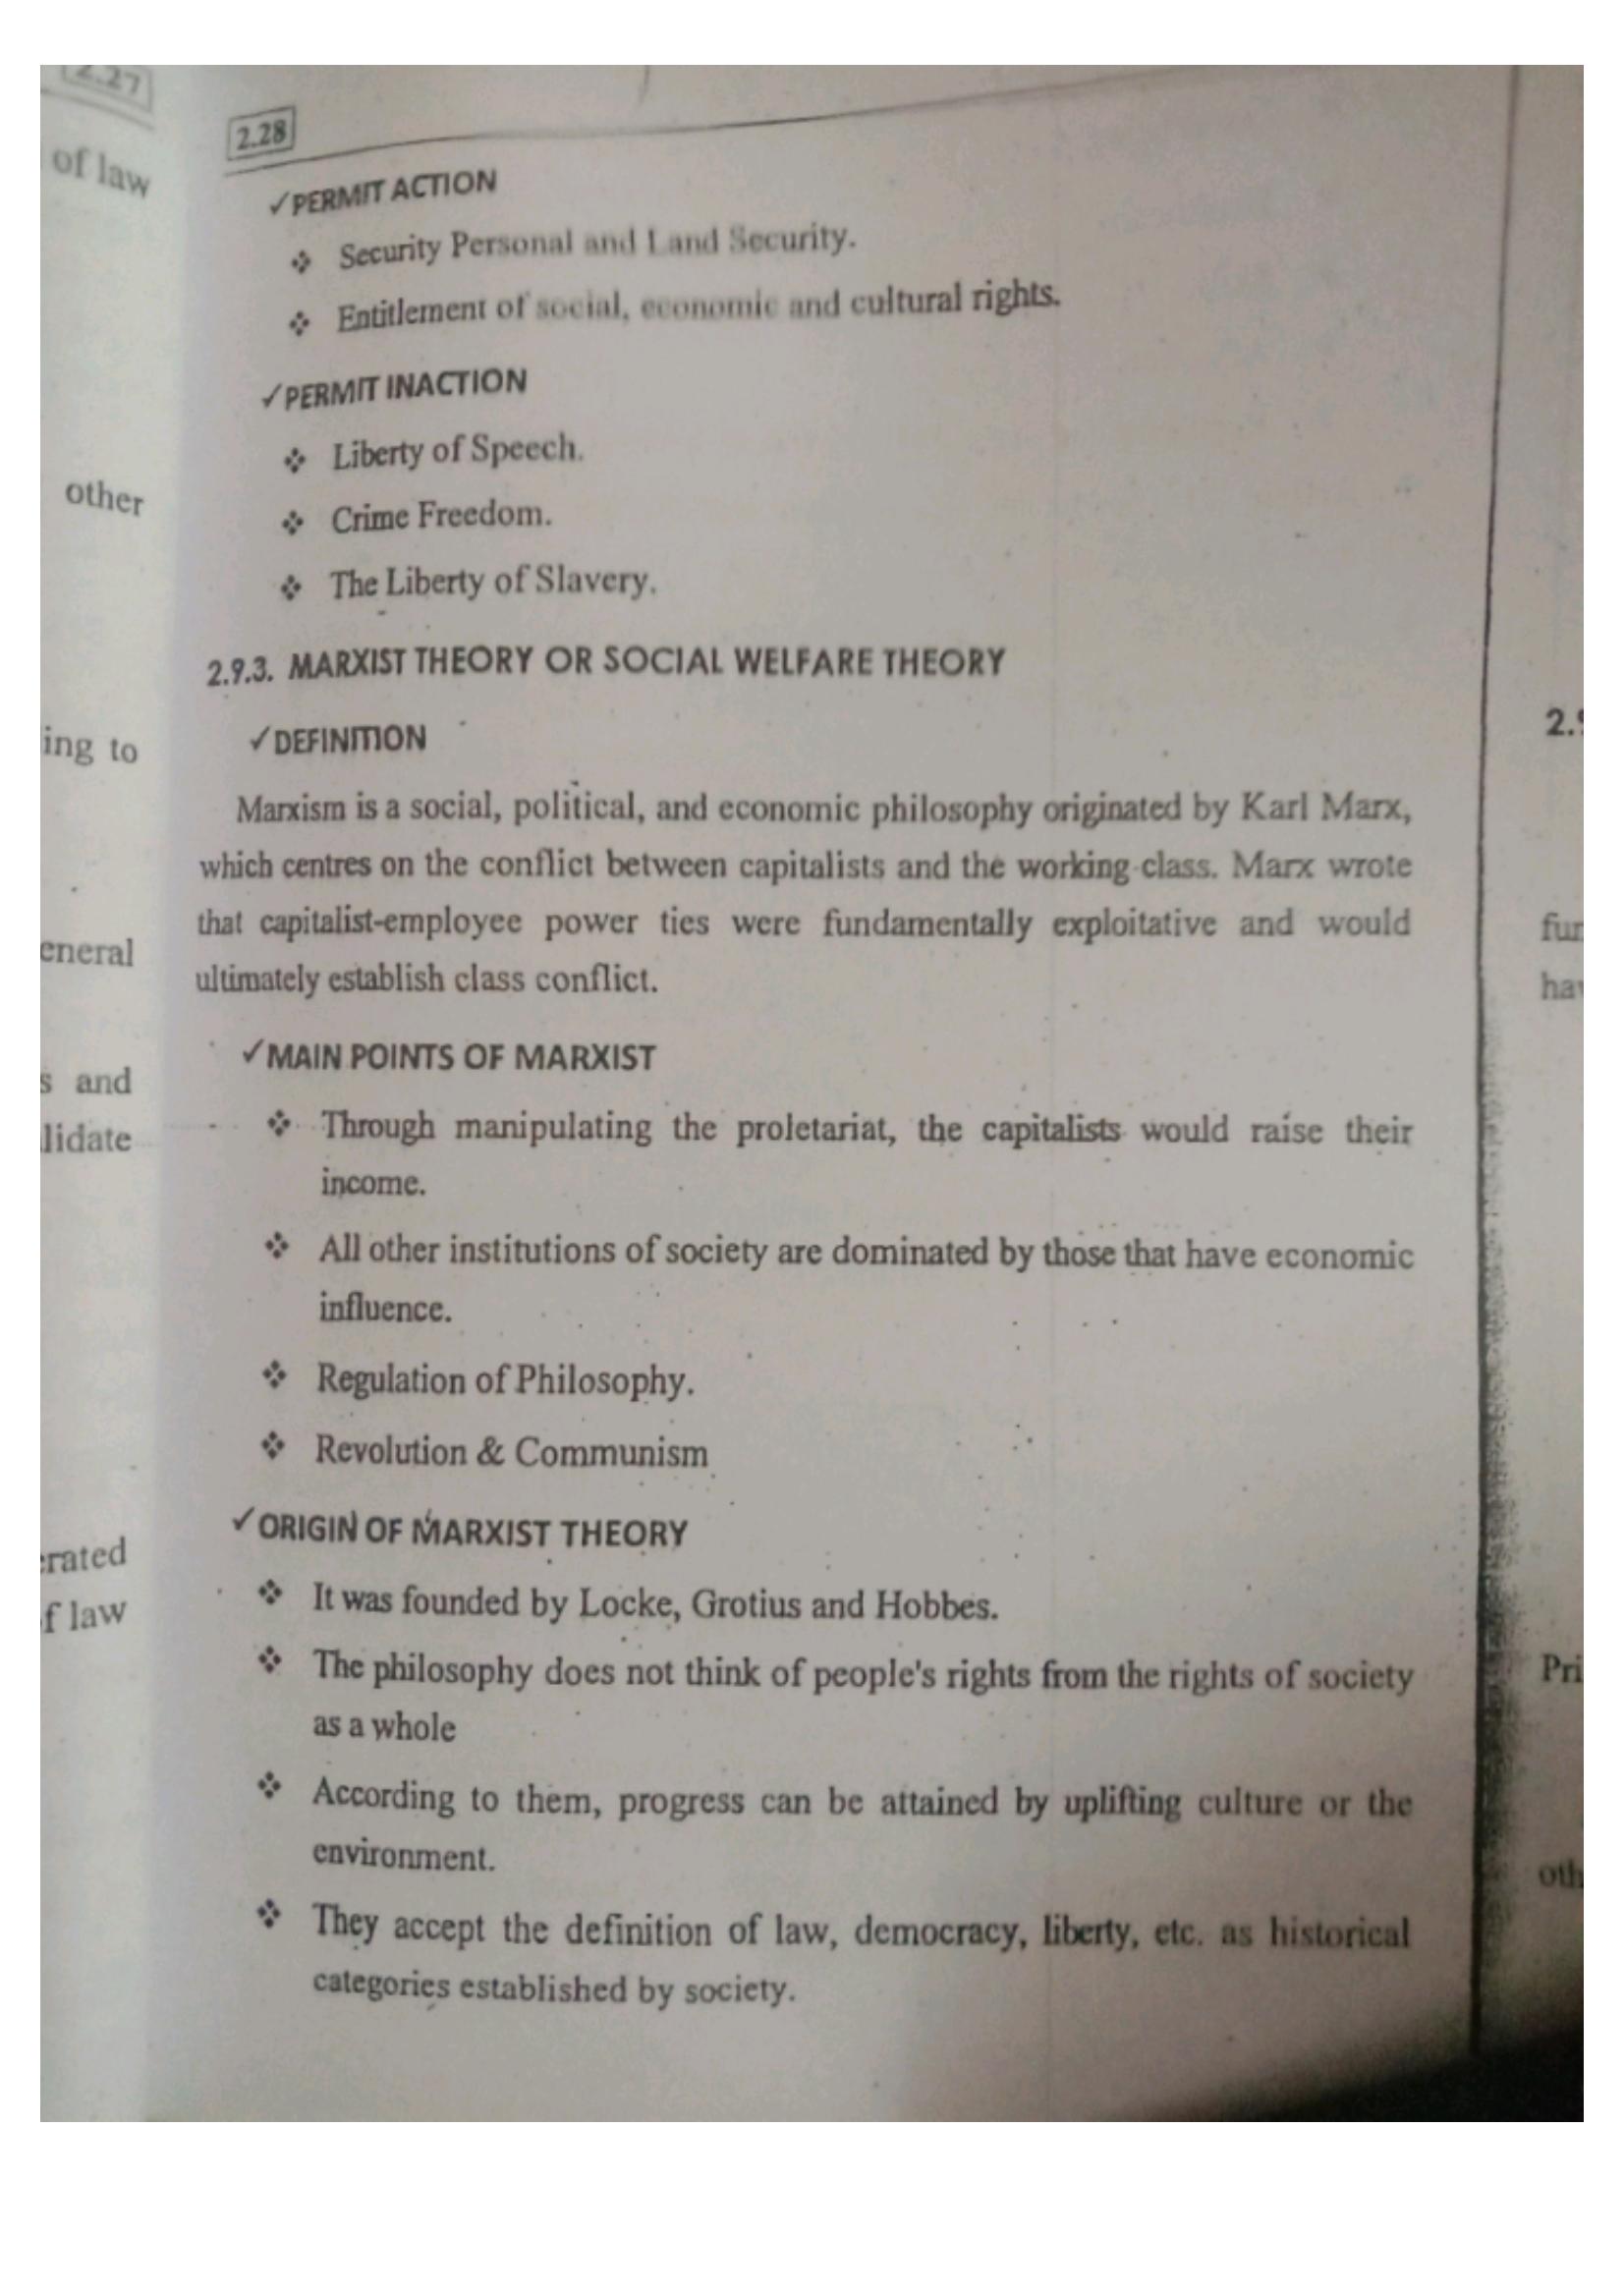 2.27
of law
other
ing to
eneral
s and
lidate
rated
f law
2.28
✓PERMIT ACTION
❖ Security Personal and Land Security.
❖ Entitlement of social, economic and cultural rights.
✓PERMIT INACTION
❖ Liberty of Speech.
❖ Crime Freedom.
❖ The Liberty of Slavery.
2.9.3. MARXIST THEORY OR SOCIAL WELFARE THEORY
✓DEFINITION
Marxism is a social, political, and economic philosophy originated by Karl Marx,
which centres on the conflict between capitalists and the working class. Marx wrote
that capitalist-employee power ties were fundamentally exploitative and would
ultimately establish class conflict.
✓MAIN POINTS OF MARXIST
❖ Through manipulating the proletariat, the capitalists would raise their
income.
❖ All other institutions of society are dominated by those that have economic
influence.
❖ Regulation of Philosophy.
❖ Revolution & Communism
✓ORIGIN OF MARXIST THEORY
❖ It was founded by Locke, Grotius and Hobbes.
❖ The philosophy does not think of people's rights from the rights of society
as a whole
❖ According to them, progress can be attained by uplifting culture or the
environment.
❖ They accept the definition of law, democracy, liberty, etc. as historical
categories established by society.
2.9
fur
hav
Pri
oth